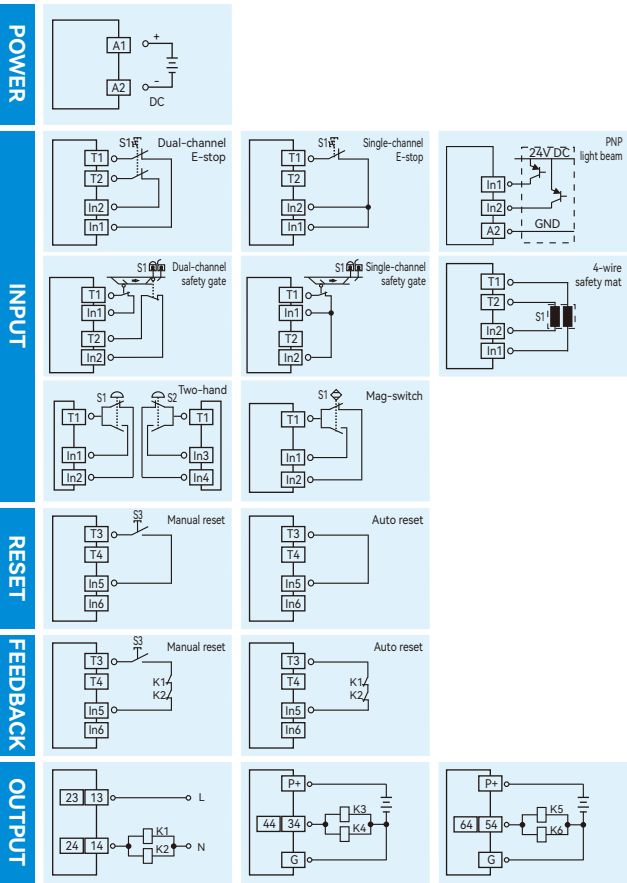 POWER
A1
+
A2
-
DC
INPUT
S1
Dual-channel
E-stop
T1
T2
In2
In1
S1
Single-channel
E-stop
T1
T2
In2
In1
PNP
light beam
24V DC
In1
In2
A2
GND
S1
Dual-channel
safety gate
T1
In1
T2
In2
S1
Single-channel
safety gate
T1
In1
T2
In2
4-wire
safety mat
T1
T2
S1
In2
In1
Two-hand
S1
S2
T1
T1
In1
In3
In2
In4
S1
Mag-switch
T1
In1
In2
RESET
S3
Manual reset
T3
T4
In5
In6
Auto reset
T3
T4
In5
In6
FEEDBACK
S3
Manual reset
T3
T4
K1
K2
In5
In6
Auto reset
T3
T4
K1
K2
In5
In6
OUTPUT
23 13
L
24 14
K1
K2
N
P+
K3
44 34
K4
G
P+
K5
64 54
K6
G